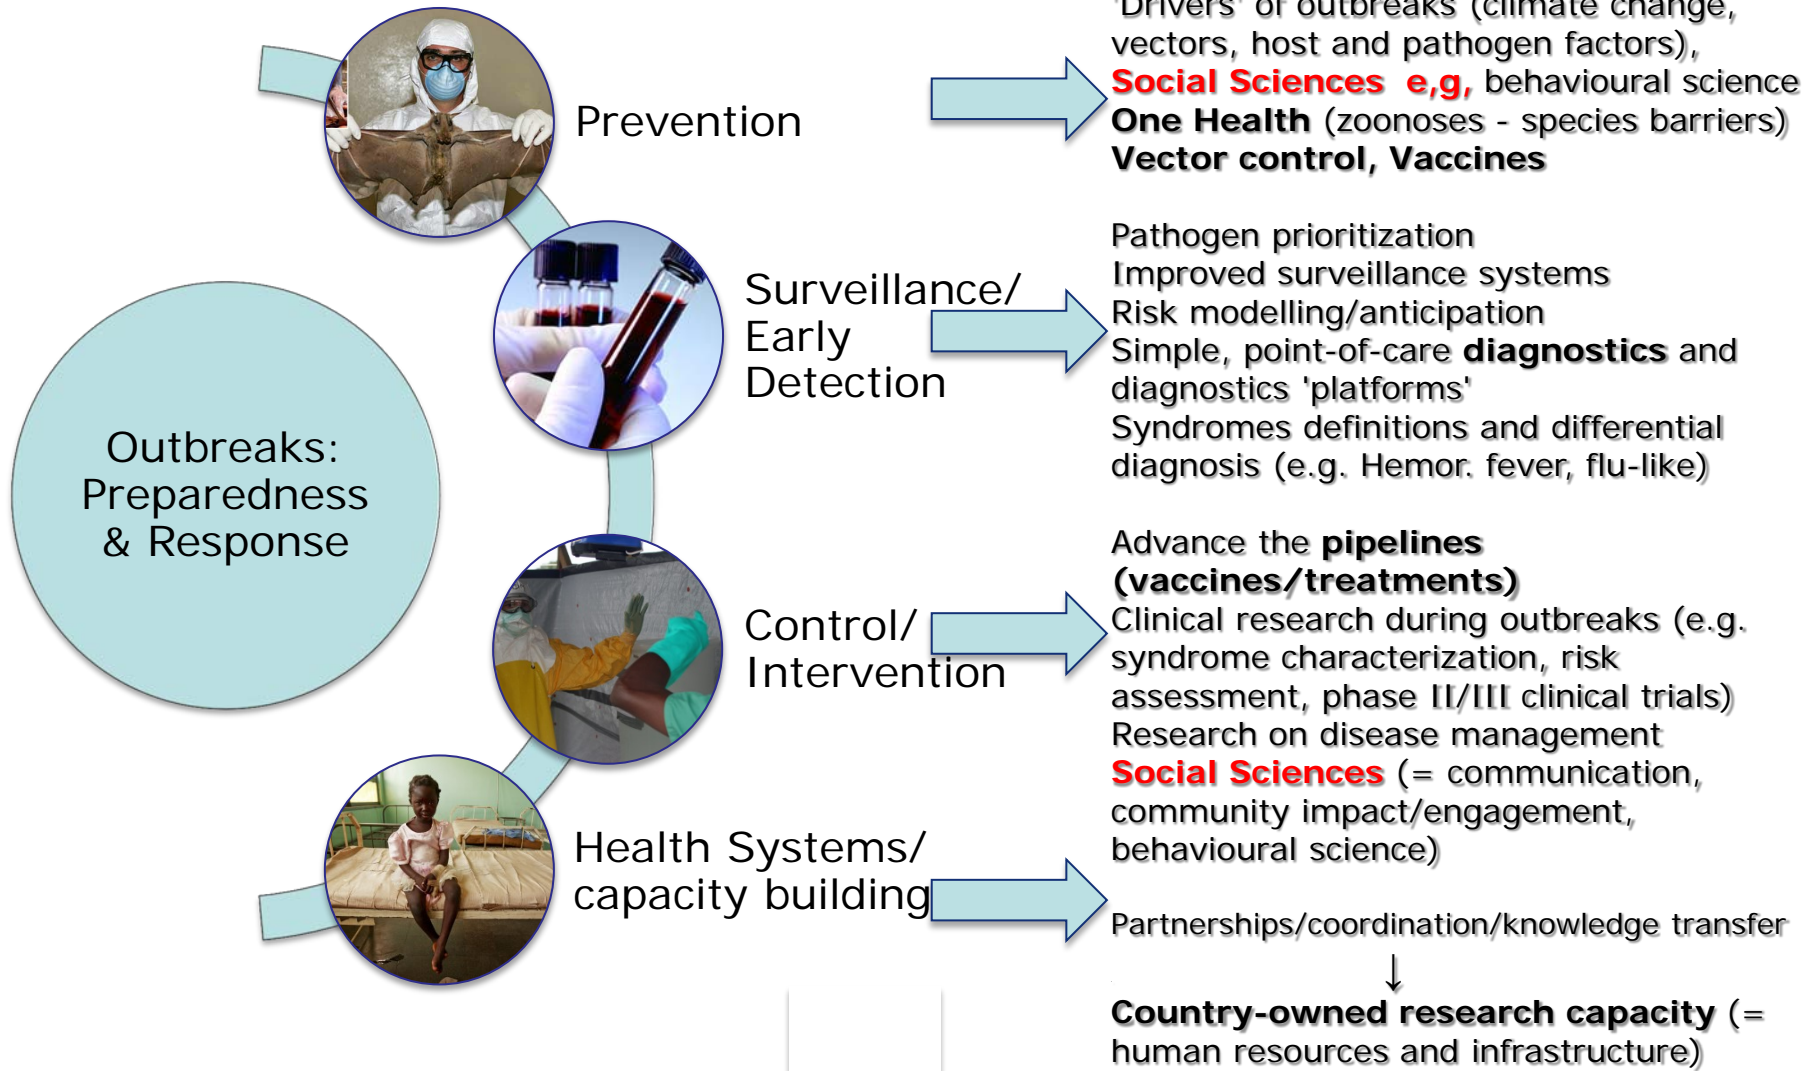 Outbreaks:
Preparedness
& Response
Prevention
'Drivers' of outbreaks (climate change,
vectors, host and pathogen factors),
Social Sciences e,g, behavioural science
One Health (zoonoses - species barriers)
Vector control, Vaccines
Surveillance/
Early
Detection
Pathogen prioritization
Improved surveillance systems
Risk modelling/anticipation
Simple, point-of-care diagnostics and
diagnostics 'platforms'
Syndromes definitions and differential
diagnosis (e.g. Hemor. fever, flu-like)
Control/
Intervention
Advance the pipelines
(vaccines/treatments)
Clinical research during outbreaks (e.g.
syndrome characterization, risk
assessment, phase II/III clinical trials)
Research on disease management
Social Sciences (= communication,
community impact/engagement,
behavioural science)
Health Systems/
capacity building
Partnerships/coordination/knowledge transfer
↓
Country-owned research capacity (=
human resources and infrastructure)